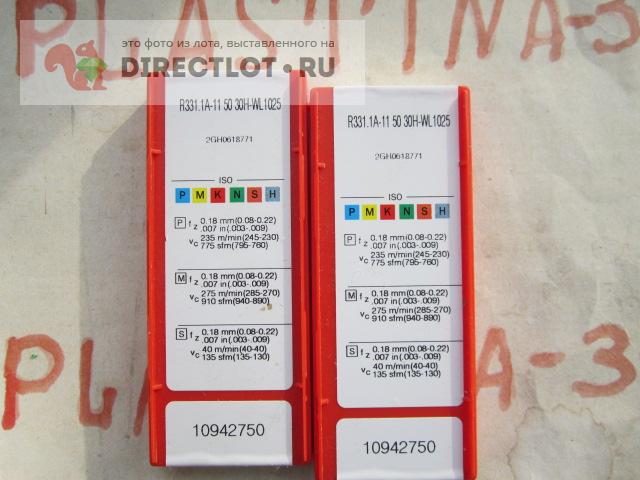 PLASTINA-3
это фото из лота, выставленного на
DIRECTLOT.RU
R331.1A-11 50 30H-WL1025
2GH0618771
ISO
P M K N S H
P fz 0.18 mm(0.08-0.22)
.007 in(.003-.009)
vc 235 m/min(245-230)
775 sfm(795-760)
M fz 0.18 mm(0.08-0.22)
.007 in(.003-.009)
vc 275 m/min(285-270)
910 sfm(940-890)
S fz 0.18 mm(0.08-0.22)
.007 in(.003-.009)
vc 40 m/min(40-40)
135 sfm(135-130)
10942750
R331.1A-11 50 30H-WL1025
2GH0618771
ISO
P M K N S H
P fz 0.18 mm(0.08-0.22)
.007 in(.003-.009)
vc 235 m/min(245-230)
775 sfm(795-760)
M fz 0.18 mm(0.08-0.22)
.007 in(.003-.009)
vc 275 m/min(285-270)
910 sfm(940-890)
S fz 0.18 mm(0.08-0.22)
.007 in(.003-.009)
vc 40 m/min(40-40)
135 sfm(135-130)
10942750
PL NA-3